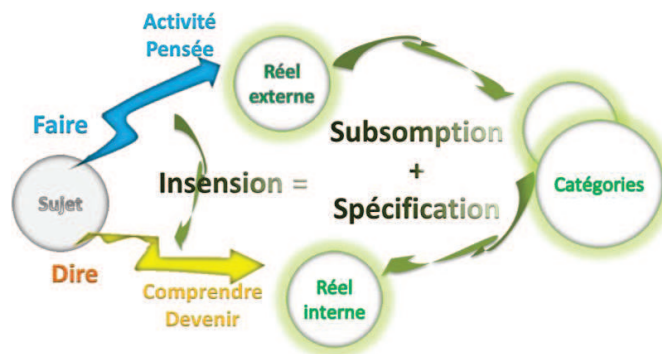 Activité
Pensée
Réel
externe
Faire
Subsomption
+
Spécification
Insension =
Catégories
Sujet
Dire
Comprendre
Devenir
Réel
interne